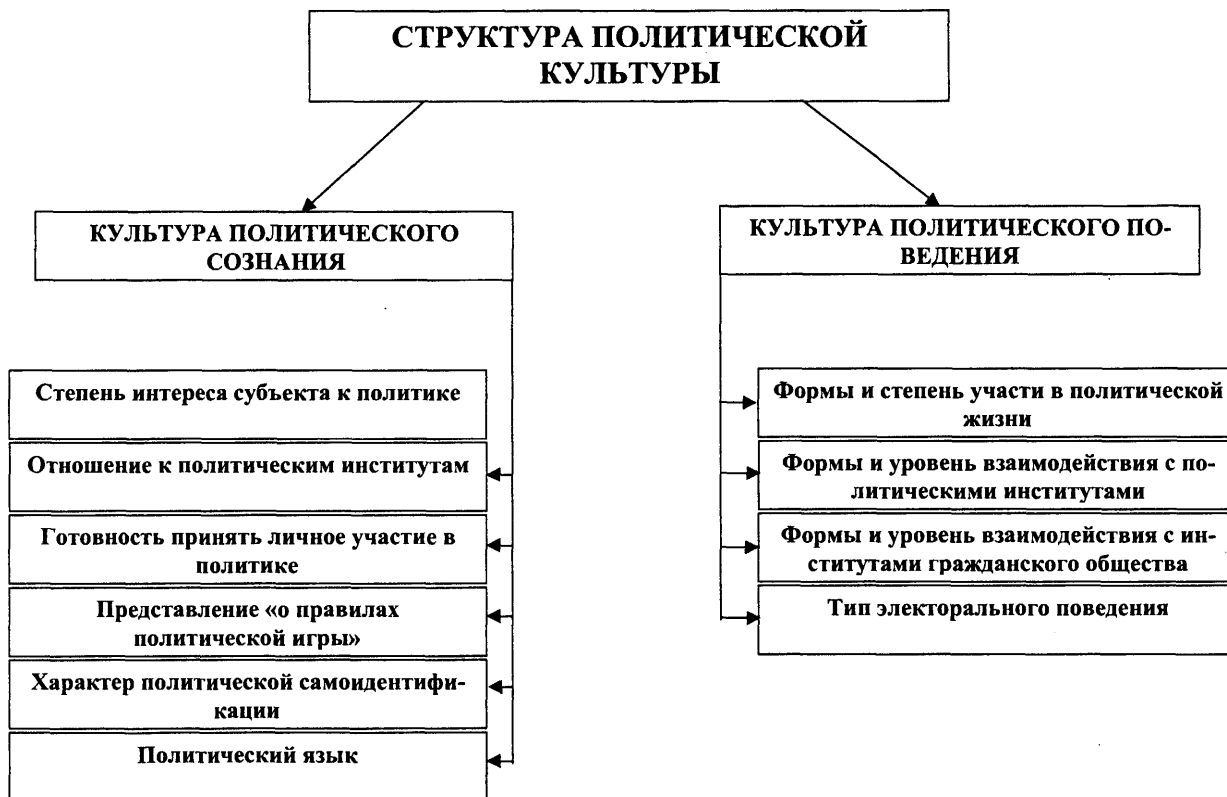 СТРУКТУРА ПОЛИТИЧЕСКОЙ
КУЛЬТУРЫ
КУЛЬТУРА ПОЛИТИЧЕСКОГО
СОЗНАНИЯ
Степень интереса субъекта к политике
Отношение к политическим институтам
Готовность принять личное участие в
политике
Представление «о правилах
политической игры»
Характер политической самоидентифи-
кации
Политический язык
КУЛЬТУРА ПОЛИТИЧЕСКОГО ПО-
ВЕДЕНИЯ
Формы и степень участи в политической
жизни
Формы и уровень взаимодействия с по-
литическими институтами
Формы и уровень взаимодействия с ин-
ститутами гражданского общества
Тип электорального поведения